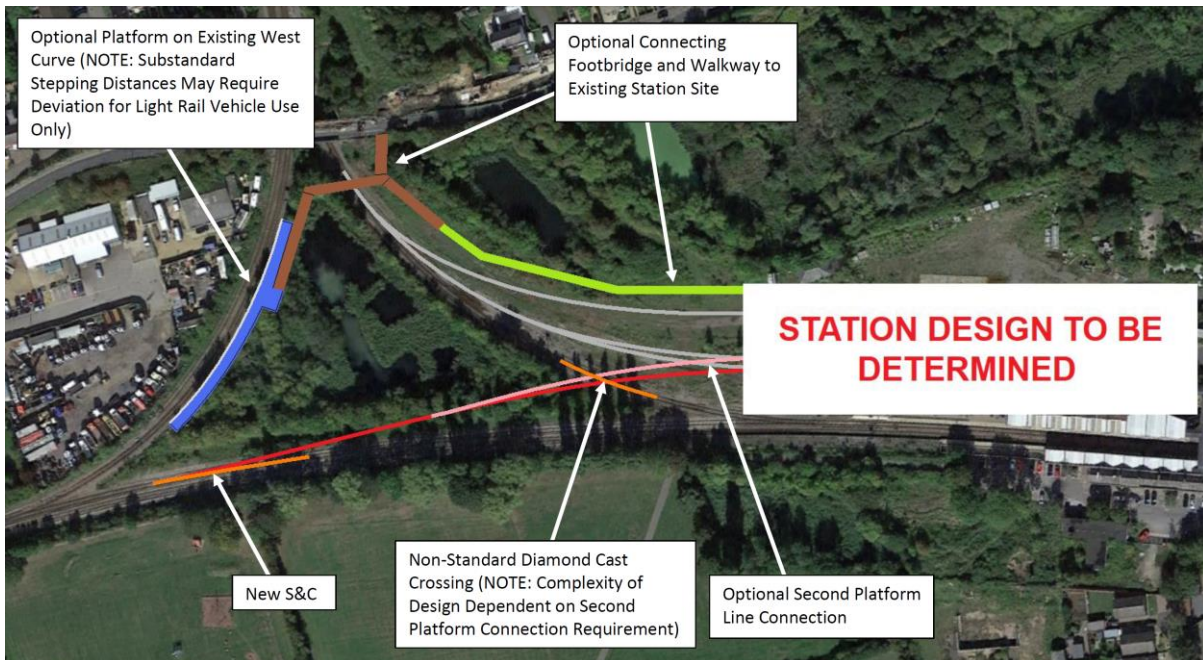 Optional Platform on Existing West
Curve (NOTE: Substandard
Stepping Distances May Require
Deviation for Light Rail Vehicle Use
Only)
Optional Connecting
Footbridge and Walkway to
Existing Station Site
STATION DESIGN TO BE
DETERMINED
New S&C
Non-Standard Diamond Cast
Crossing (NOTE: Complexity of
Design Dependent on Second
Platform Connection Requirement)
Optional Second Platform
Line Connection